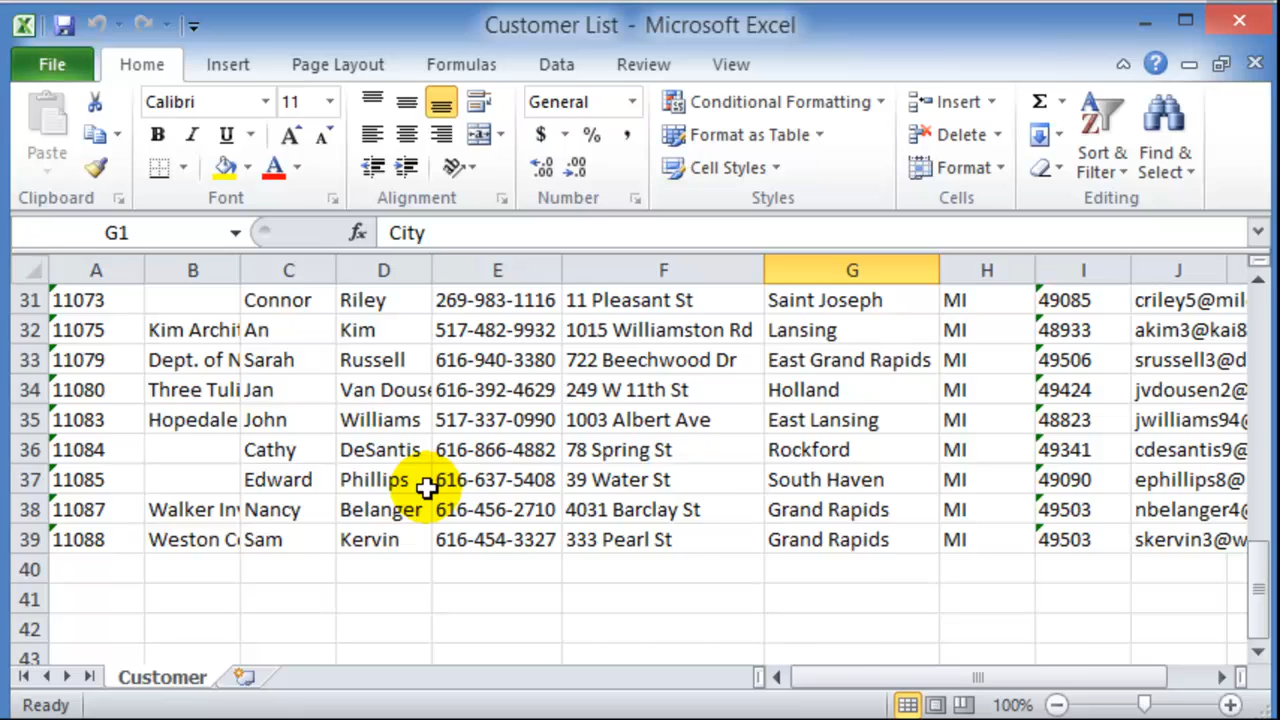 Customer List - Microsoft Excel
File Home Insert Page Layout Formulas Data Review View
Calibri 11 General Conditional Formatting Insert Σ
Paste B I U A A $ % , Format as Table Delete Sort & Filter Find & Select
A Cell Styles Format
Clipboard Font Alignment Number Styles Cells Editing
G1 fx City
A B C D E F G H I J
31 11073 Connor Riley 269-983-1116 11 Pleasant St Saint Joseph MI 49085 criley5@mil
32 11075 Kim Archit An Kim 517-482-9932 1015 Williamston Rd Lansing MI 48933 akim3@kai8
33 11079 Dept. of N Sarah Russell 616-940-3380 722 Beechwood Dr East Grand Rapids MI 49506 srussell3@d
34 11080 Three Tuli Jan Van Douse 616-392-4629 249 W 11th St Holland MI 49424 jvdousen2@
35 11083 Hopedale John Williams 517-337-0990 1003 Albert Ave East Lansing MI 48823 jwilliams94@
36 11084 Cathy DeSantis 616-866-4882 78 Spring St Rockford MI 49341 cdesantis9@
37 11085 Edward Phillips 616-637-5408 39 Water St South Haven MI 49090 ephillips8@
38 11087 Walker Inv Nancy Belanger 616-456-2710 4031 Barclay St Grand Rapids MI 49503 nbelanger4@
39 11088 Weston Co Sam Kervin 616-454-3327 333 Pearl St Grand Rapids MI 49503 skervin3@w
40
41
42
43
Customer
Ready 100%